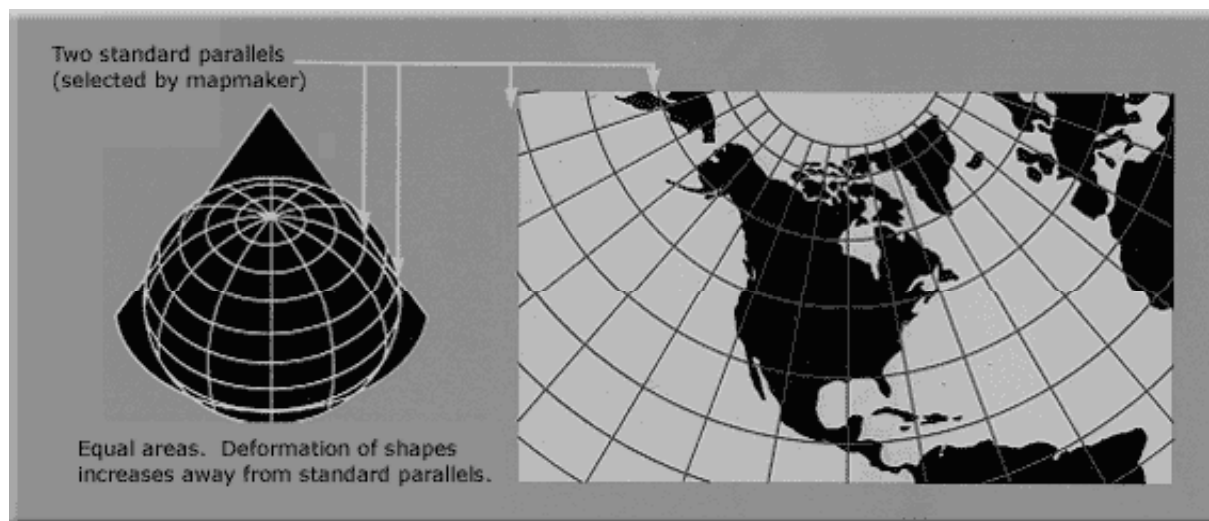 Two standard parallels
(selected by mapmaker)
Equal areas. Deformation of shapes
increases away from standard parallels.